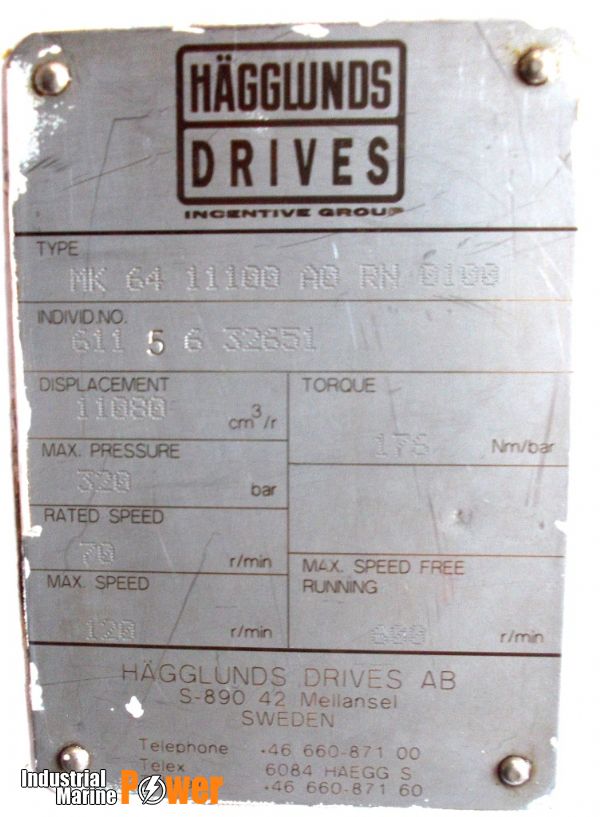 HÄGGLUNDS
DRIVES
INCENTIVE GROUP
TYPE
MK 64 11100 A0 RN 0100
INDIVID.NO.
611 5 6 32651
DISPLACEMENT
11080 cm³/r
TORQUE
176 Nm/bar
MAX. PRESSURE
320 bar
RATED SPEED
70 r/min
MAX. SPEED
120 r/min
MAX. SPEED FREE
RUNNING
600 r/min
HÄGGLUNDS DRIVES AB
S-890 42 Mellansel
SWEDEN
Telephone +46 660-871 00
Telex 6084 HAEGG S
+46 660-871 60
Industrial
Marine Power